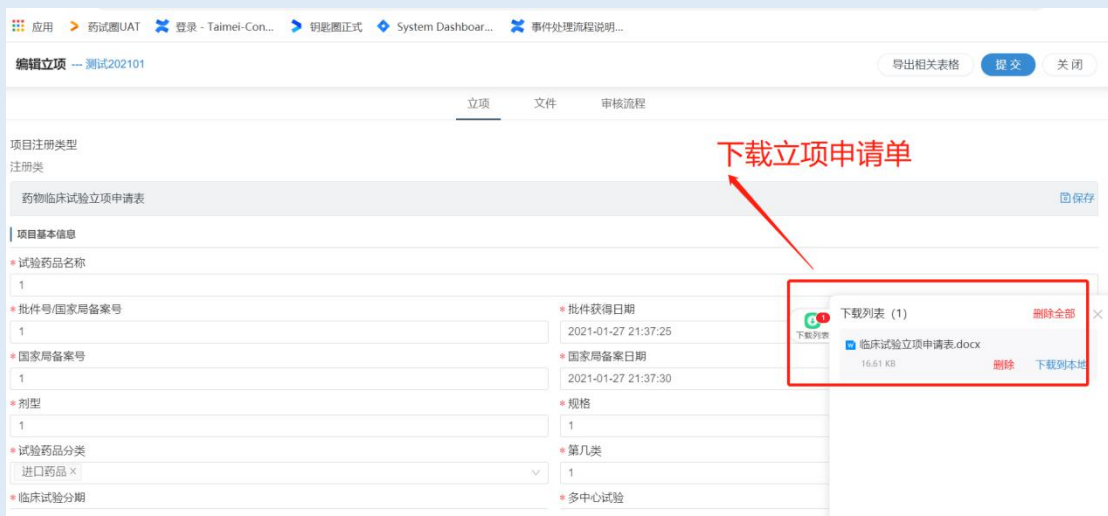 应用 药试圈UAT 登录 - Taimei-Con... 钥匙圈正式 System Dashboar... 事件处理流程说明...
编辑立项 --- 测试202101 导出相关表格 提交 关闭
立项 文件 审核流程
项目注册类型
注册类
下载立项申请单
药物临床试验立项申请表 保存
项目基本信息
*试验药品名称
1
*批件号/国家局备案号 *批件获得日期
1 2021-01-27 21:37:25
*国家局备案号 *国家局备案日期
1 2021-01-27 21:37:30
*剂型 *规格
1 1
*试验药品分类 *第几类
进口药品 × 1
*临床试验分期 *多中心试验
1
下载列表
下载列表 (1) 删除全部 ×
临床试验立项申请表.docx
16.61 KB 删除 下载到本地